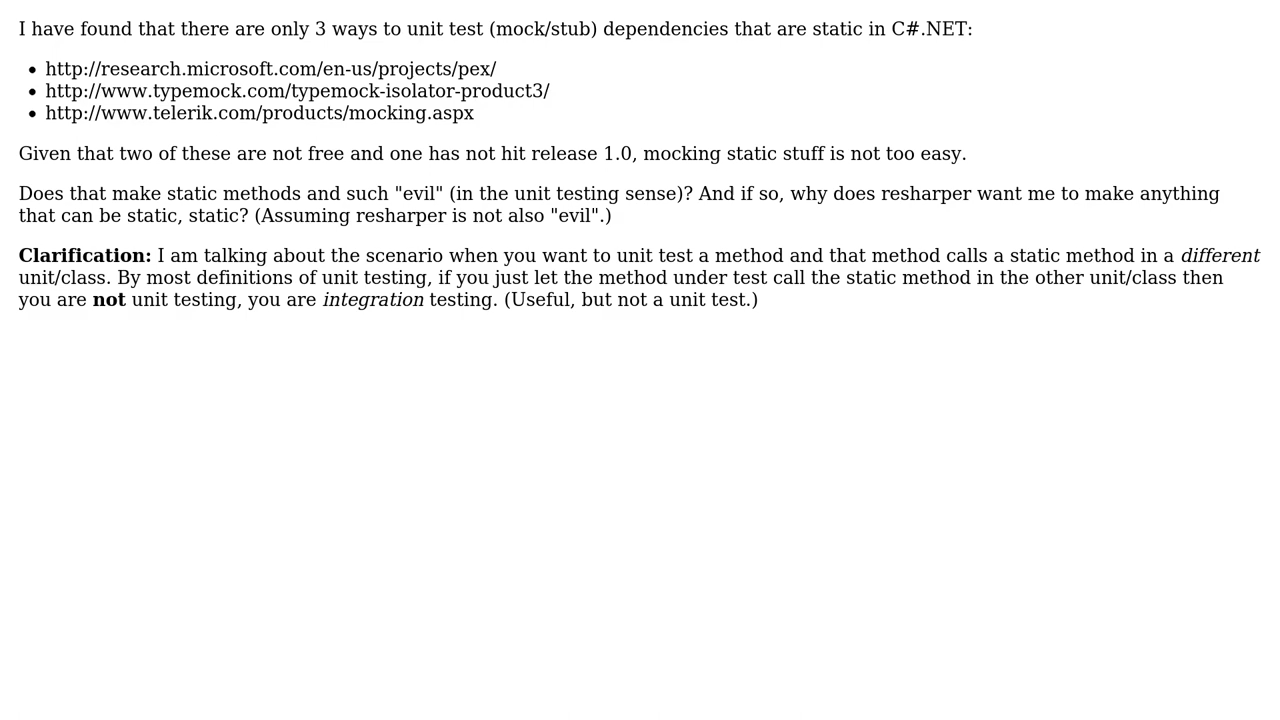 I have found that there are only 3 ways to unit test (mock/stub) dependencies that are static in C#.NET:
• http://research.microsoft.com/en-us/projects/pex/
• http://www.typemock.com/typemock-isolator-product3/
• http://www.telerik.com/products/mocking.aspx
Given that two of these are not free and one has not hit release 1.0, mocking static stuff is not too easy.
Does that make static methods and such "evil" (in the unit testing sense)? And if so, why does resharper want me to make anything
that can be static, static? (Assuming resharper is not also "evil".)
Clarification: I am talking about the scenario when you want to unit test a method and that method calls a static method in a different
unit/class. By most definitions of unit testing, if you just let the method under test call the static method in the other unit/class then
you are not unit testing, you are integration testing. (Useful, but not a unit test.)